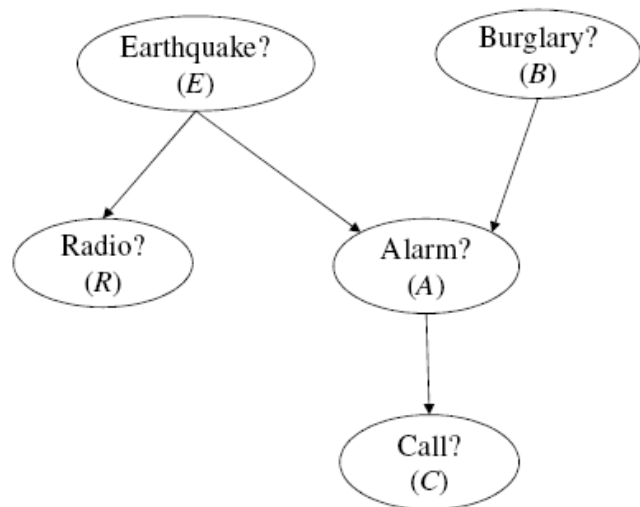 Earthquake?
(E)
Burglary?
(B)
Radio?
(R)
Alarm?
(A)
Call?
(C)